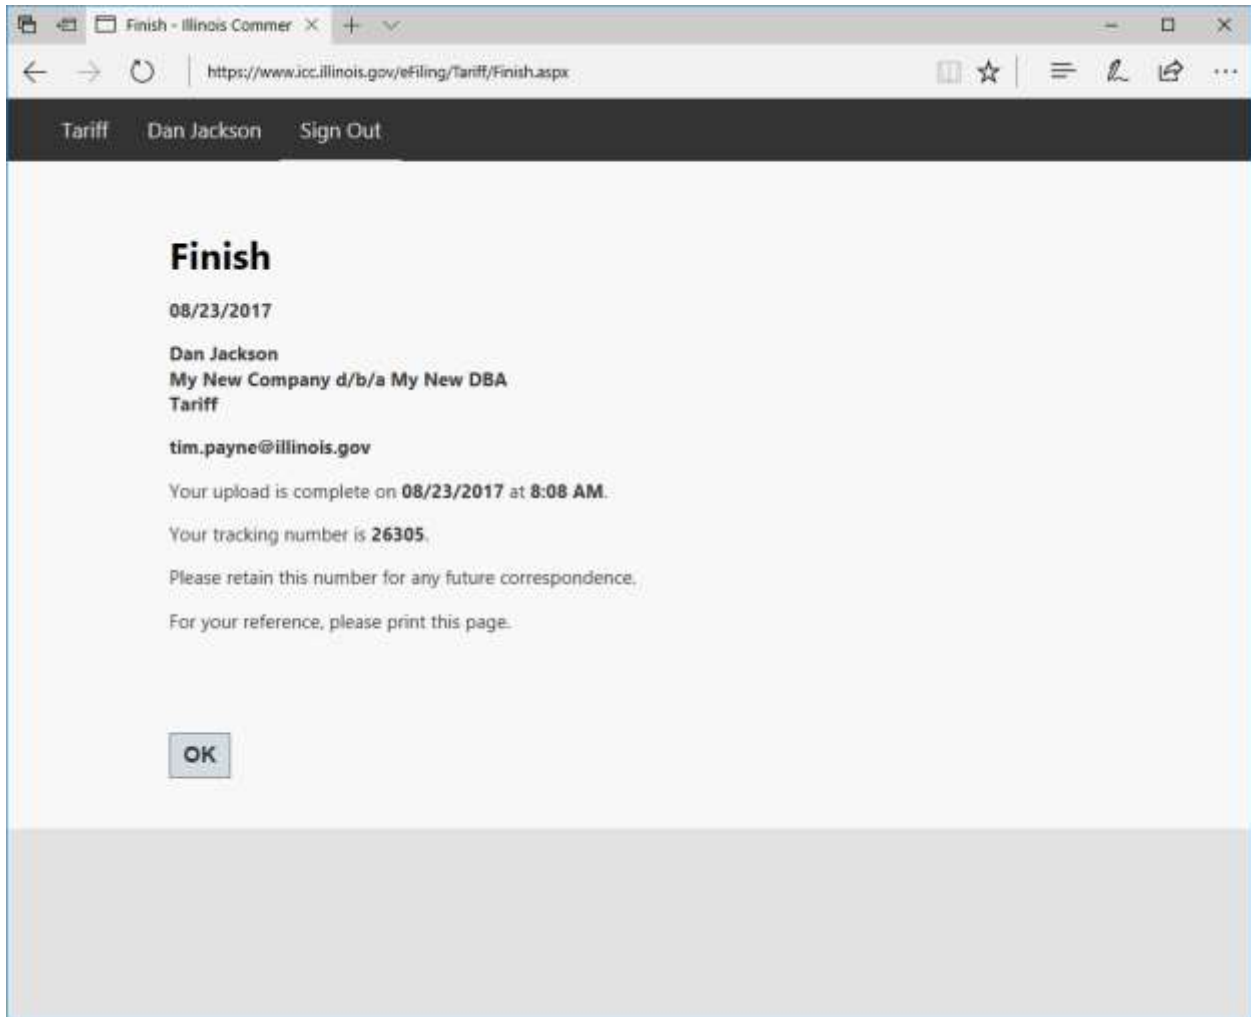 Finish - Illinois Commer
https://www.icc.illinois.gov/eFiling/Tariff/Finish.aspx
Tariff Dan Jackson Sign Out
Finish
08/23/2017
Dan Jackson
My New Company d/b/a My New DBA
Tariff
tim.payne@illinois.gov
Your upload is complete on 08/23/2017 at 8:08 AM.
Your tracking number is 26305.
Please retain this number for any future correspondence.
For your reference, please print this page.
OK